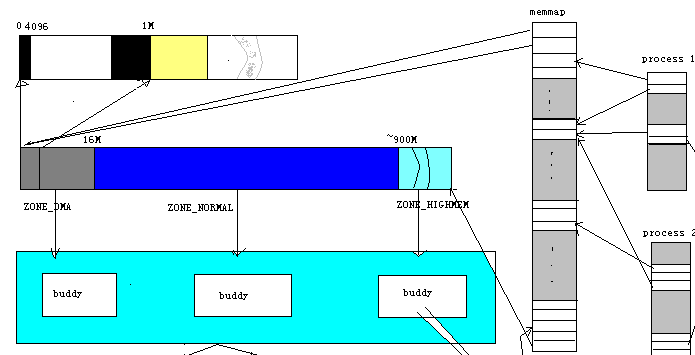 memmap
0 4096
1M
process 1
16M
~900M
ZONE_DMA
ZONE_NORMAL
ZONE_HIGHMEM
process 2
buddy
buddy
buddy